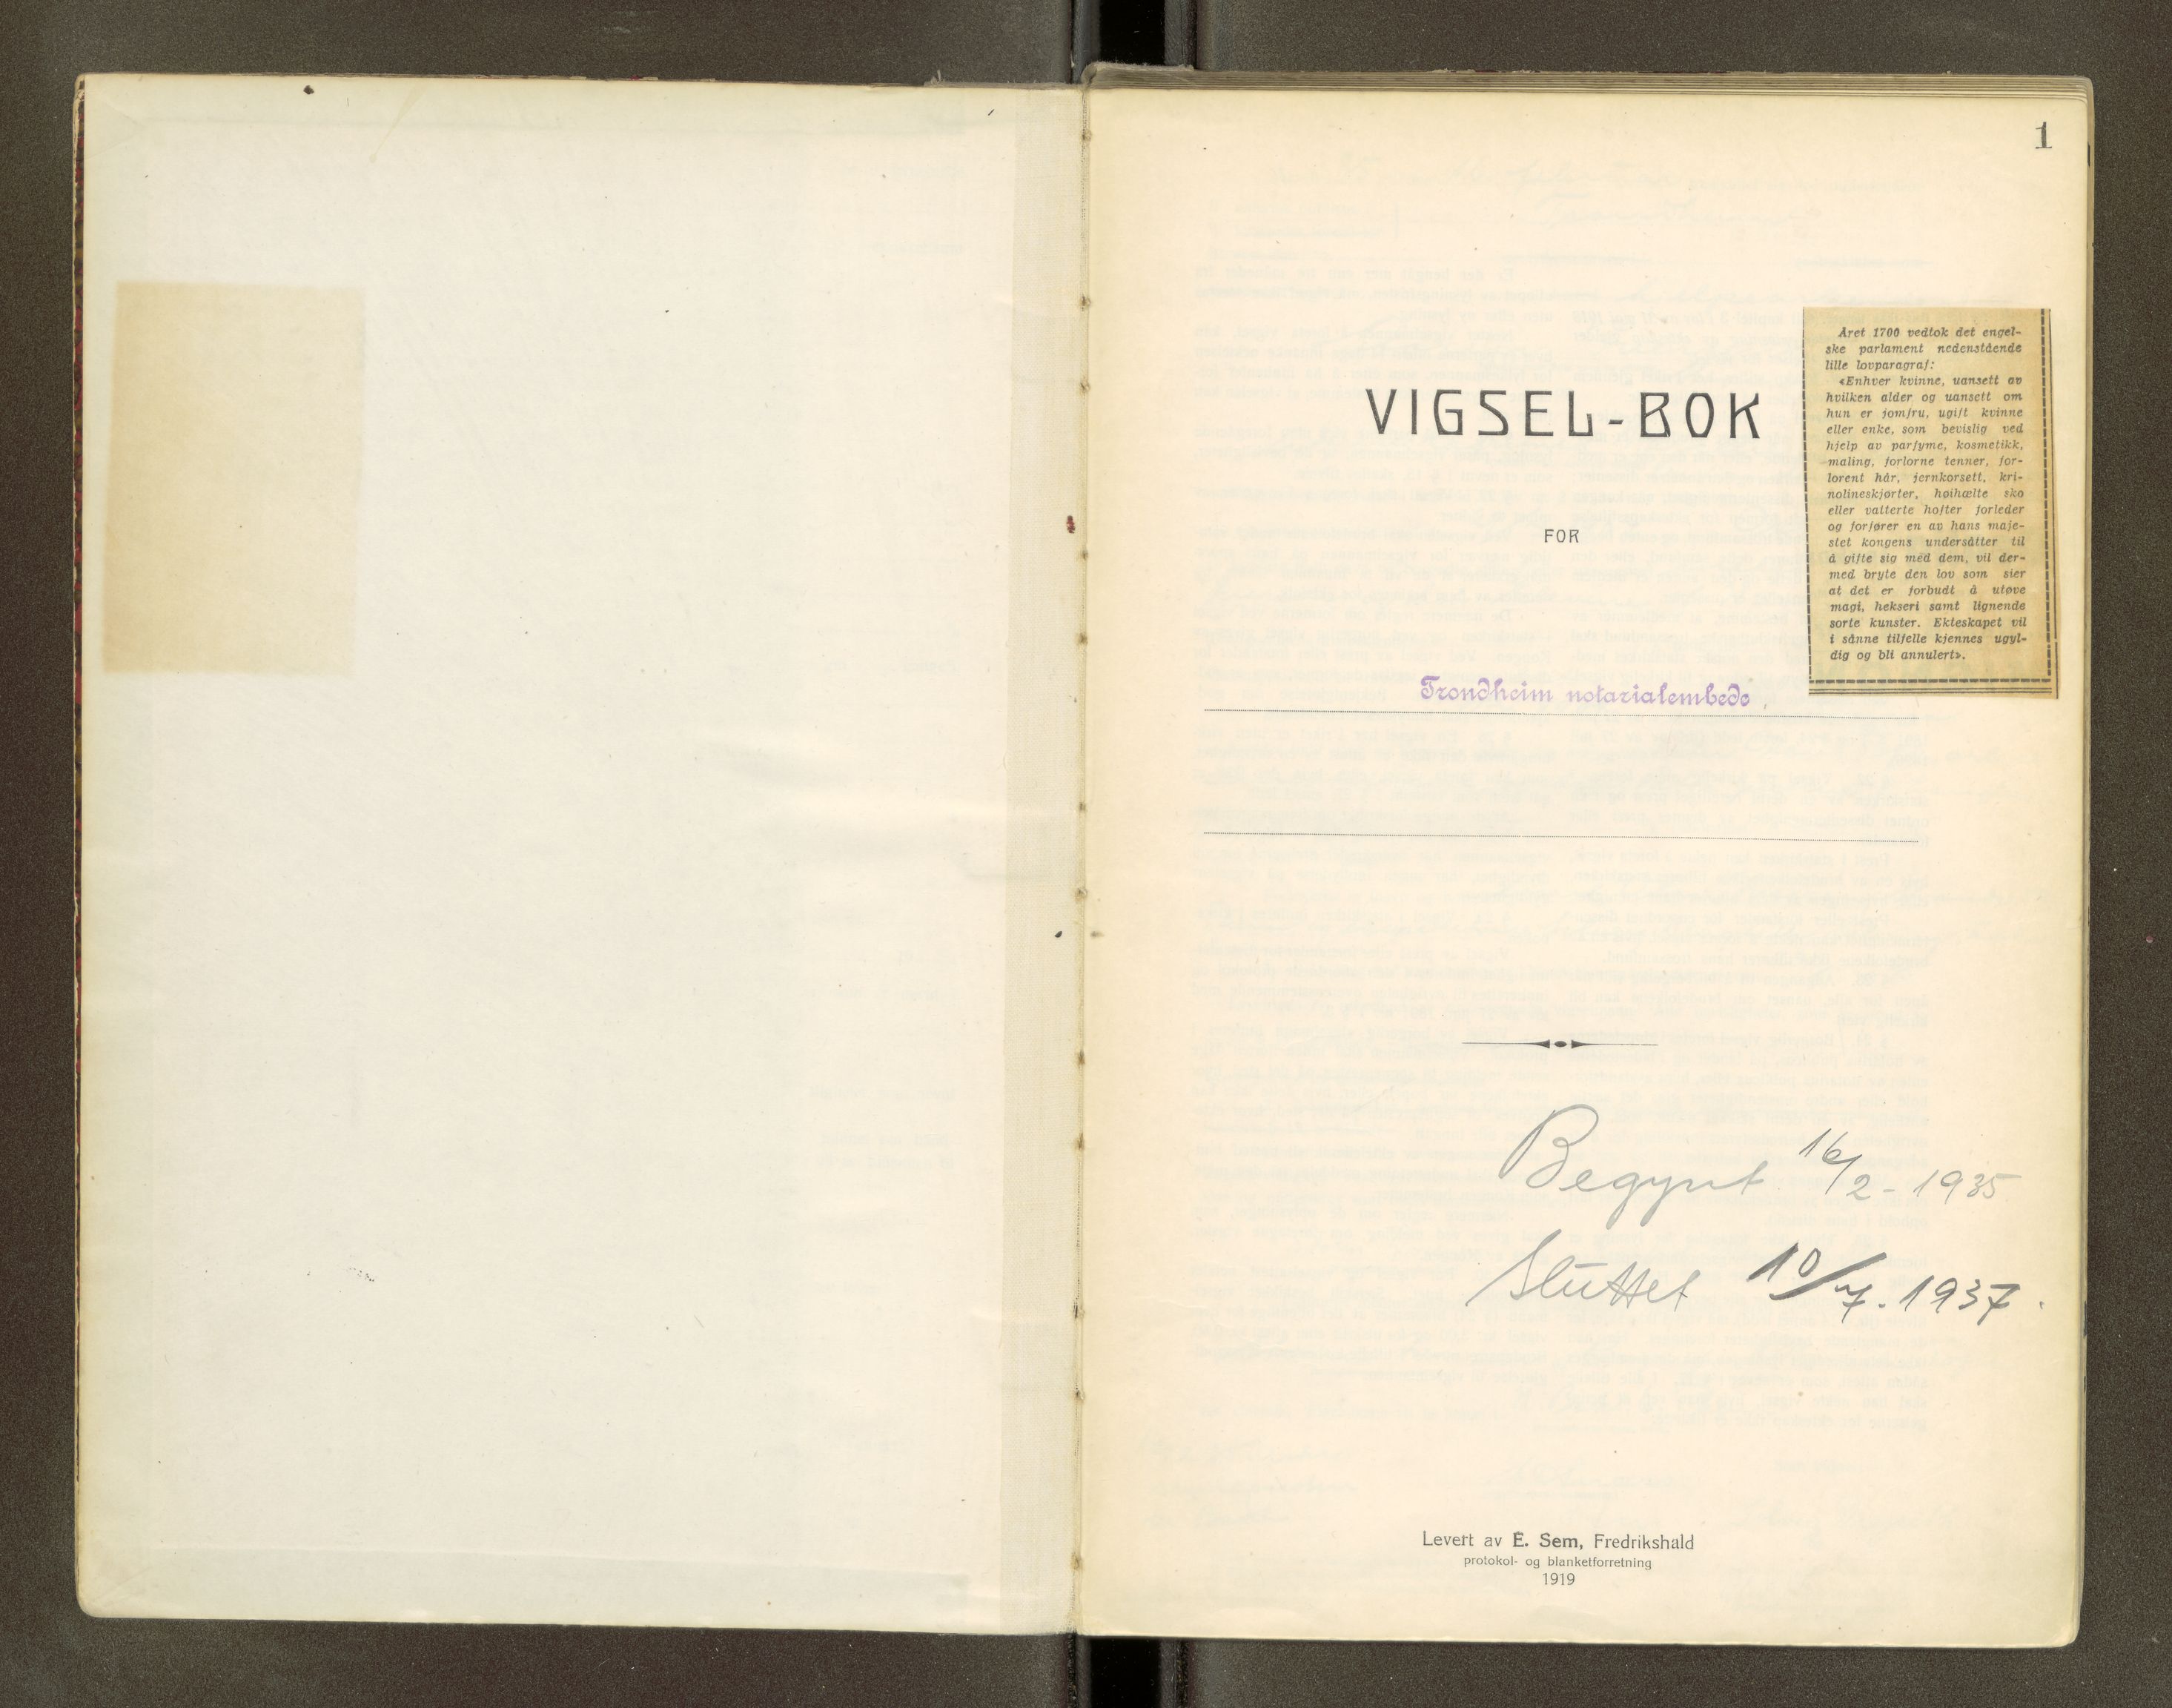 1
VIGSEL-BOK
FOR
Trondheim notarialembede
Året 1700 vedtok det engel-
ske parlament nedenstående
lille lovparagraf:
«Enhver kvinne, uansett av
hvilken alder og uansett om
hun er jomfru, ugift kvinne
eller enke, som bevislig ved
hjelp av parfyme, kosmetikk,
maling, forlorne tenner, for-
lorent hår, jernkorsett, kri-
nolineskjørter, høihælte sko
eller vatterte hofter forleder
og forfører en av hans maje-
stet kongens undersåtter til
å gifte sig med dem, vil der-
med bryte den lov som sier
at det er forbudt å utøve
magi, hekseri samt lignende
sorte kunster. Ekteskapet vil
i sånne tilfelle kjennes ugyl-
dig og bli annulert».
Begynt 16/2 - 1935
Sluttet 10/7. 1937.
Levert av E. Sem, Fredrikshald
protokol- og blanketforretning
1919